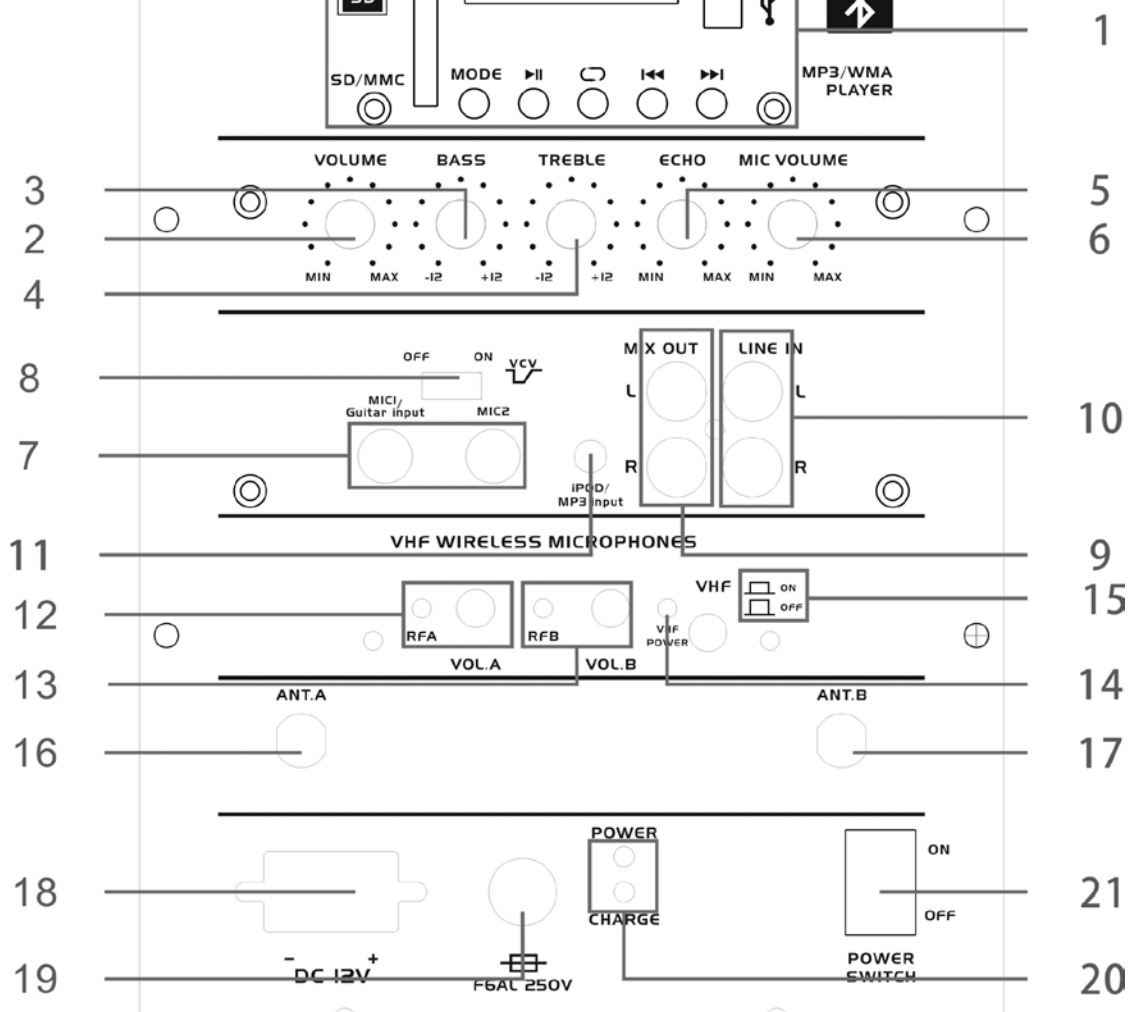 SD
1
SD/MMC MODE MP3/WMA
PLAYER
VOLUME BASS TREBLE ECHO MIC VOLUME
3 5
2 6
MIN MAX -12 +12 -12 +12 MIN MAX MIN MAX
4
MIX OUT LINE IN
OFF ON VCV
8
L L
MIC1/
Guitar input MIC2
10
7
R R
iPOD/
MP3 input
VHF WIRELESS MICROPHONES
11 9
VHF ON
OFF
15
12
RFA RFB VHF
POWER
VOL.A VOL.B
13 14
ANT.A ANT.B
16 17
POWER
ON
18 21
CHARGE OFF
- + POWER
SWITCH
DC 12V
19 20
F6AL 250V